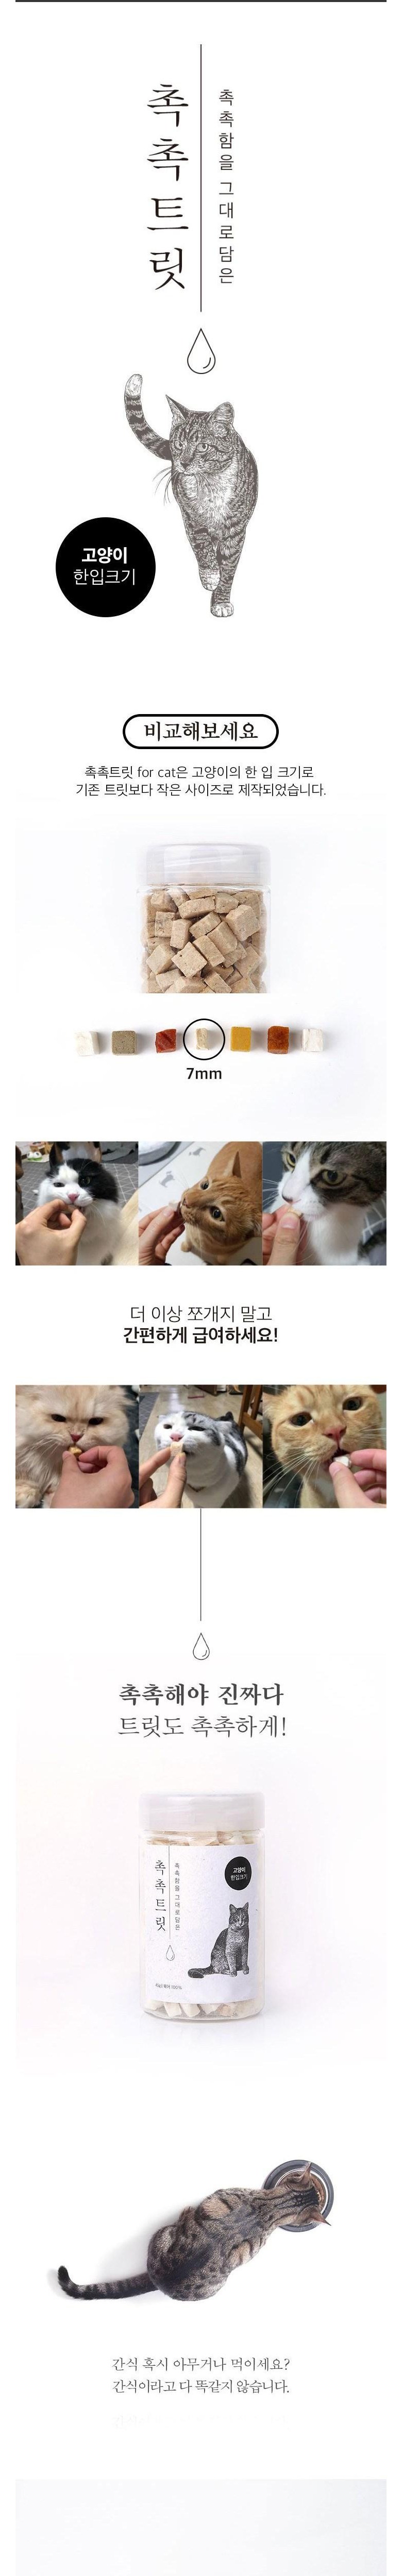 촉촉트릿
촉촉함을 그대로담은
고양이
한입크기
비교해보세요
촉촉트릿 for cat은 고양이의 한 입 크기로
기존 트릿보다 작은 사이즈로 제작되었습니다.
7mm
더 이상 쪼개지 말고
간편하게 급여하세요!
촉촉해야 진짜다
트릿도 촉촉하게!
촉촉트릿
촉촉함을 그대로담은
고양이
한입크기
간식 혹시 아무거나 먹이세요?
간식이라고 다 똑같지 않습니다.